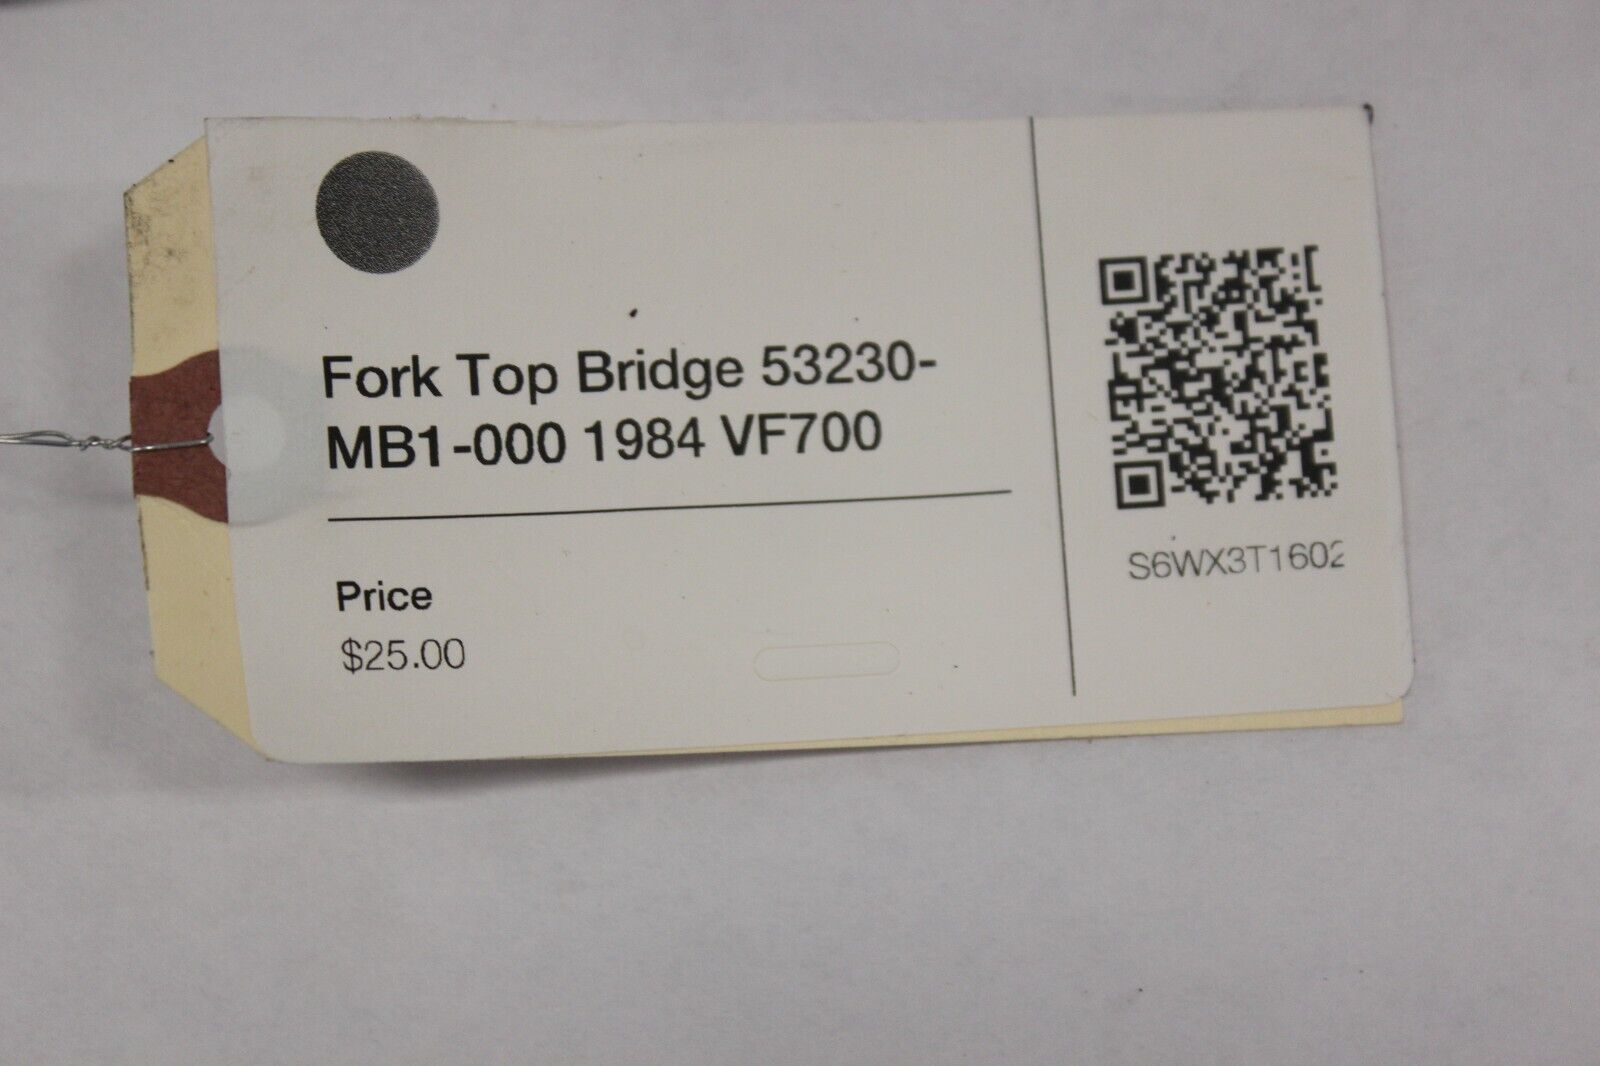 Fork Top Bridge 53230-
MB1-000 1984 VF700
Price
$25.00
S6WX3T1602